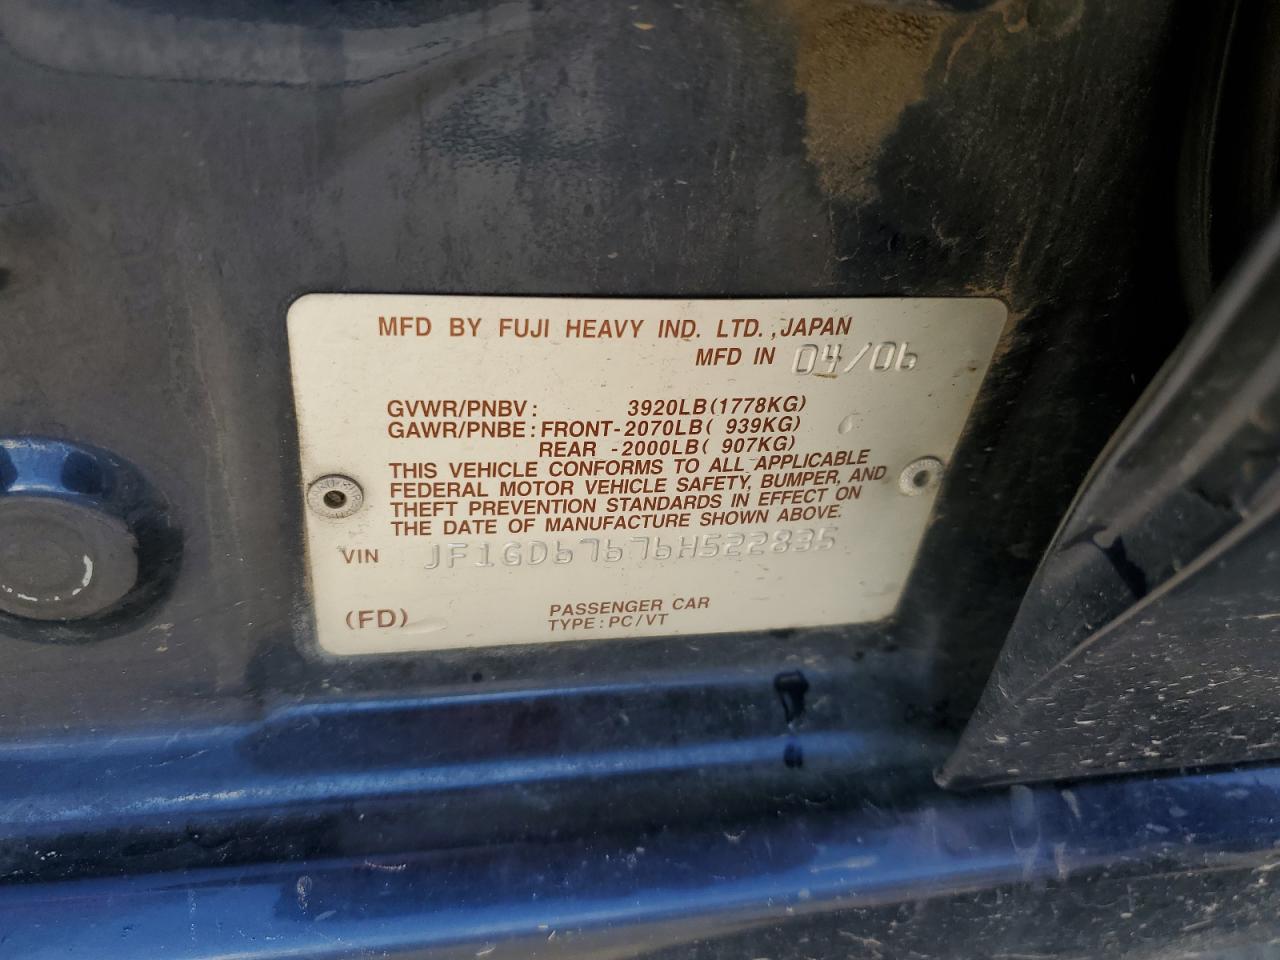 MFD BY FUJI HEAVY IND. LTD., JAPAN
MFD IN 04/06
GVWR/PNBV: 3920LB(1778KG)
GAWR/PNBE: FRONT-2070LB( 939KG)
REAR -2000LB( 907KG)
THIS VEHICLE CONFORMS TO ALL APPLICABLE
FEDERAL MOTOR VEHICLE SAFETY, BUMPER, AND
THEFT PREVENTION STANDARDS IN EFFECT ON
THE DATE OF MANUFACTURE SHOWN ABOVE.
VIN JF1GD67676H522835
(FD) PASSENGER CAR
TYPE: PC/VT